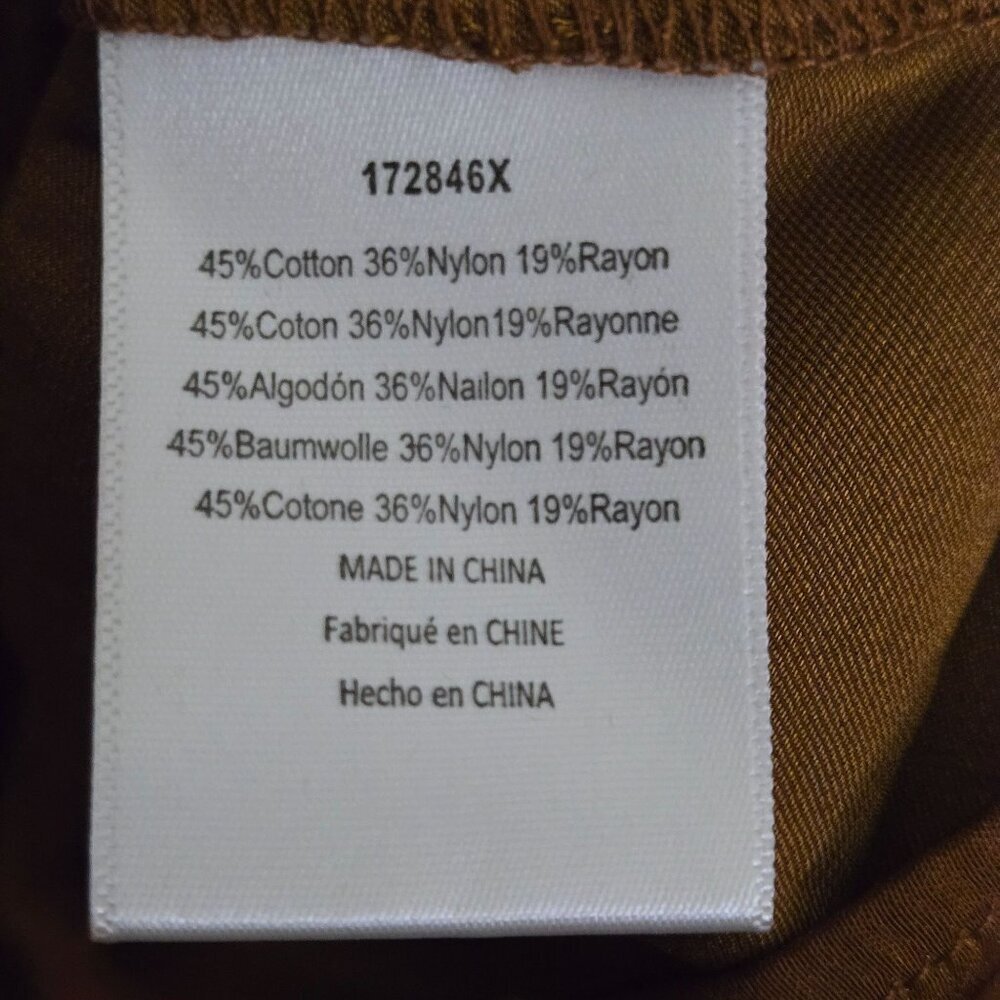 172846X
45%Cotton 36%Nylon 19%Rayon
45%Coton 36%Nylon19%Rayonne
45%Algodón 36%Nailon 19%Rayón
45%Baumwolle 36%Nylon 19%Rayon
45%Cotone 36%Nylon 19%Rayon
MADE IN CHINA
Fabriqué en CHINE
Hecho en CHINA